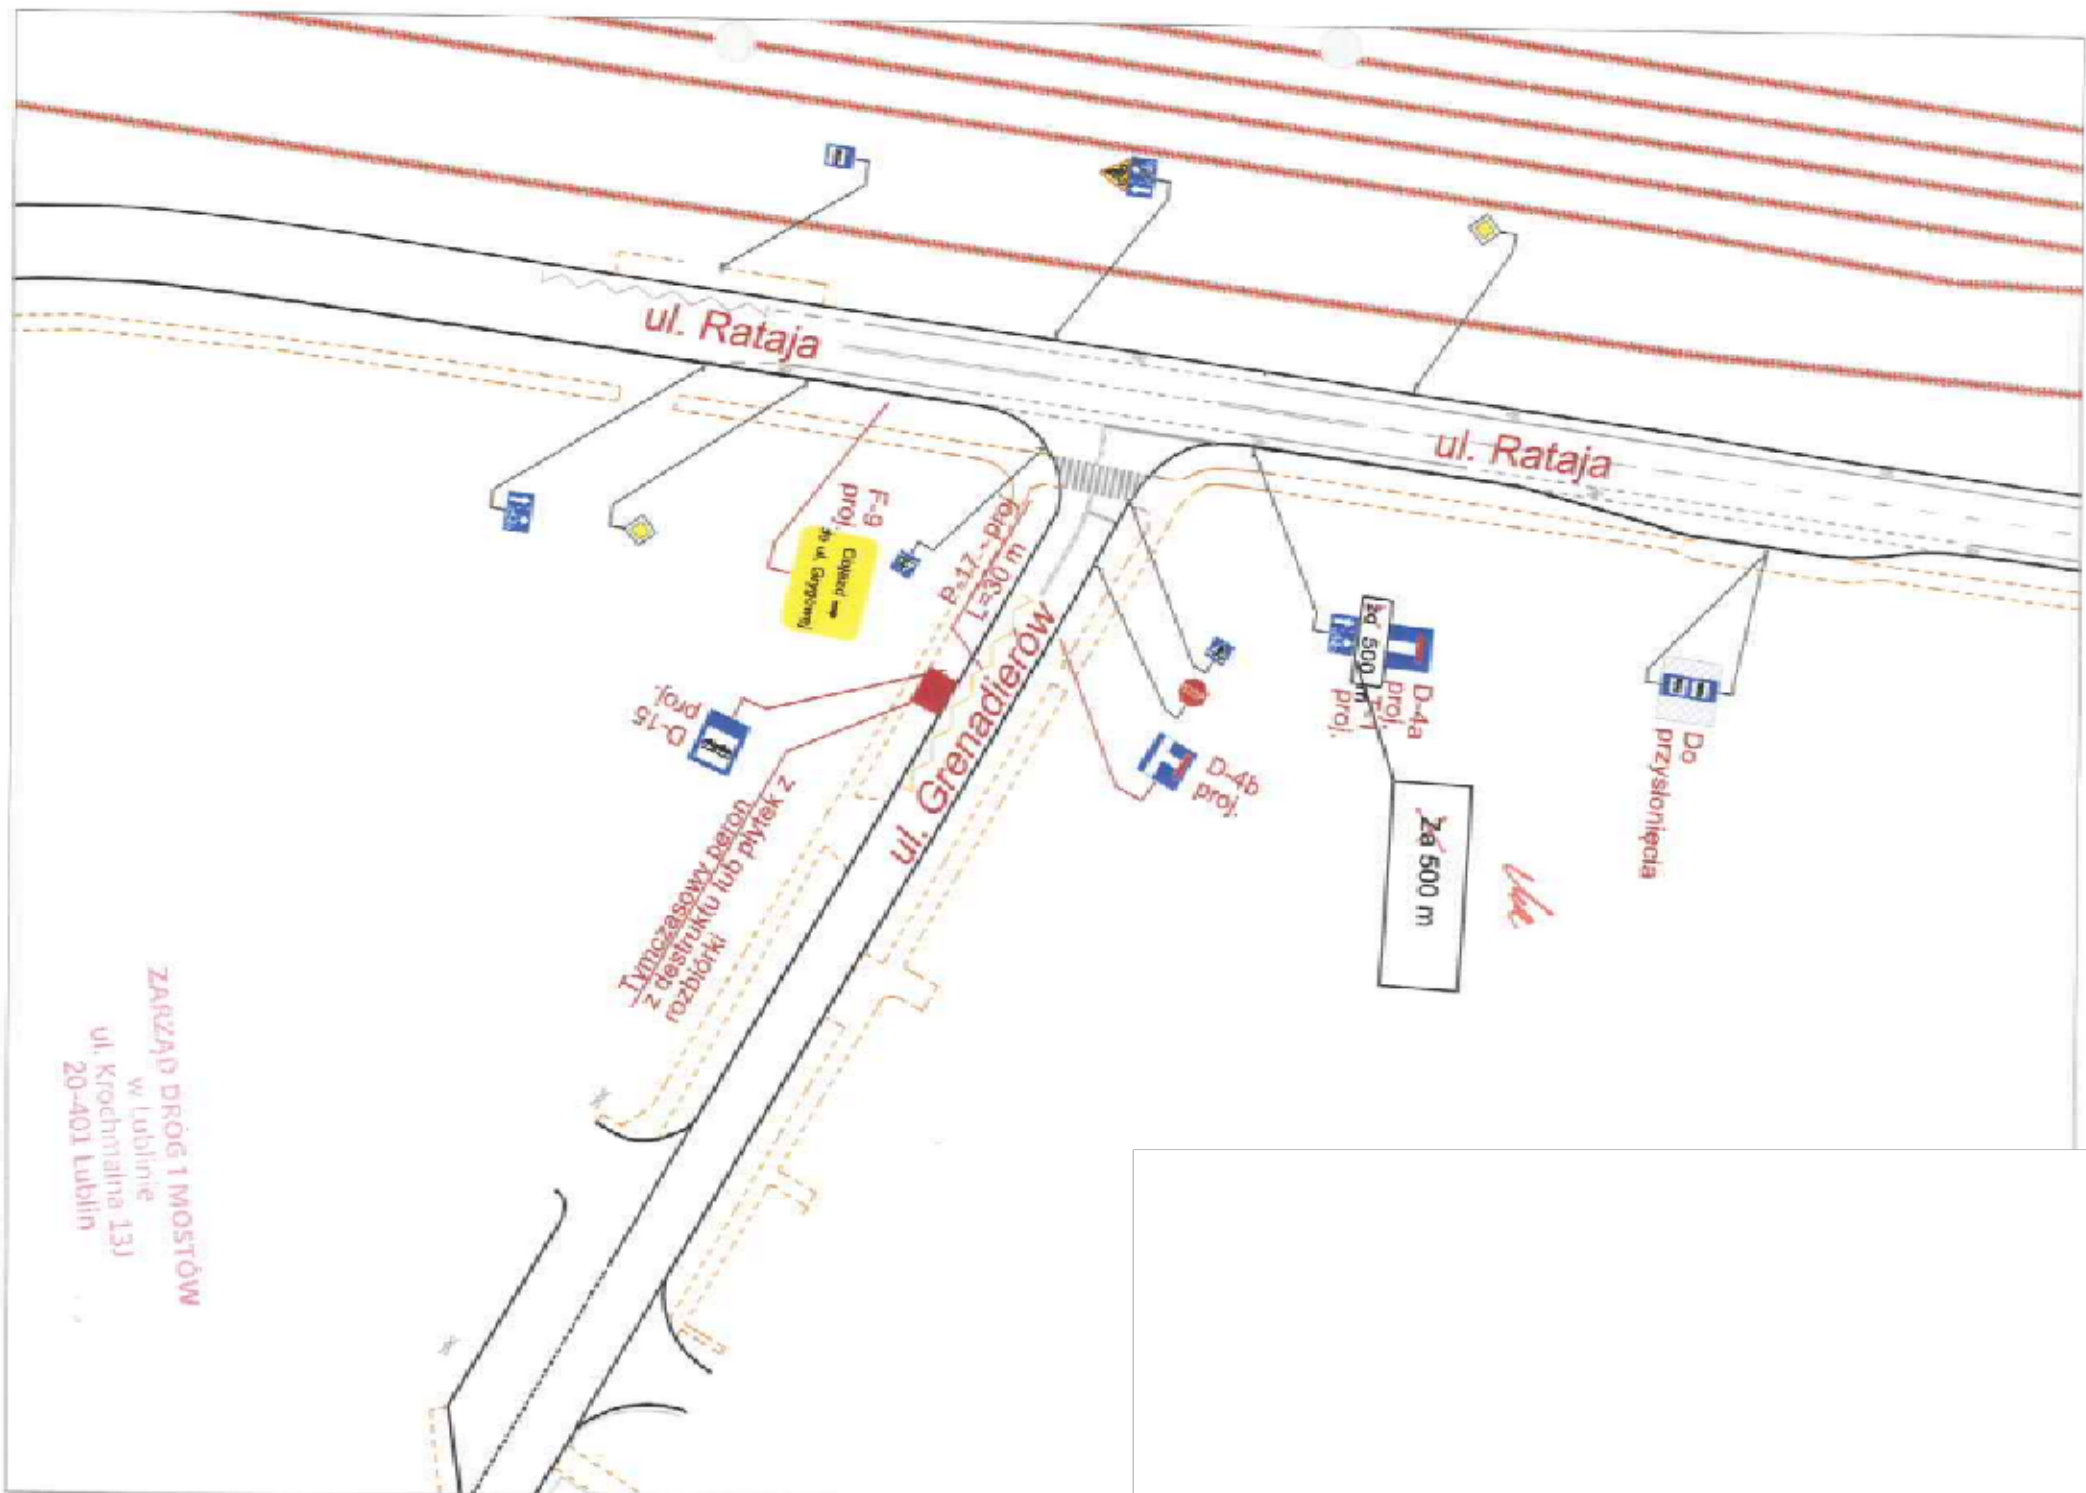 ul. Rataja
ul. Rataja
F-9
proj.
Objazd →
do ul. Grygowej
P-17 - proj
L=30 m
ul. Grenadierów
D-15
proj.
Tymczasowy peron
z destruktu lub płytek z
rozbiórki
STOP
D-4b
proj.
za 500 m
D-4a
proj.
T-1
proj.
Za 500 m
Do
przysłonięcia
ZARZĄD DRÓG I MOSTÓW
w Lublinie
ul. Krochmalna 13J
20-401 Lublin